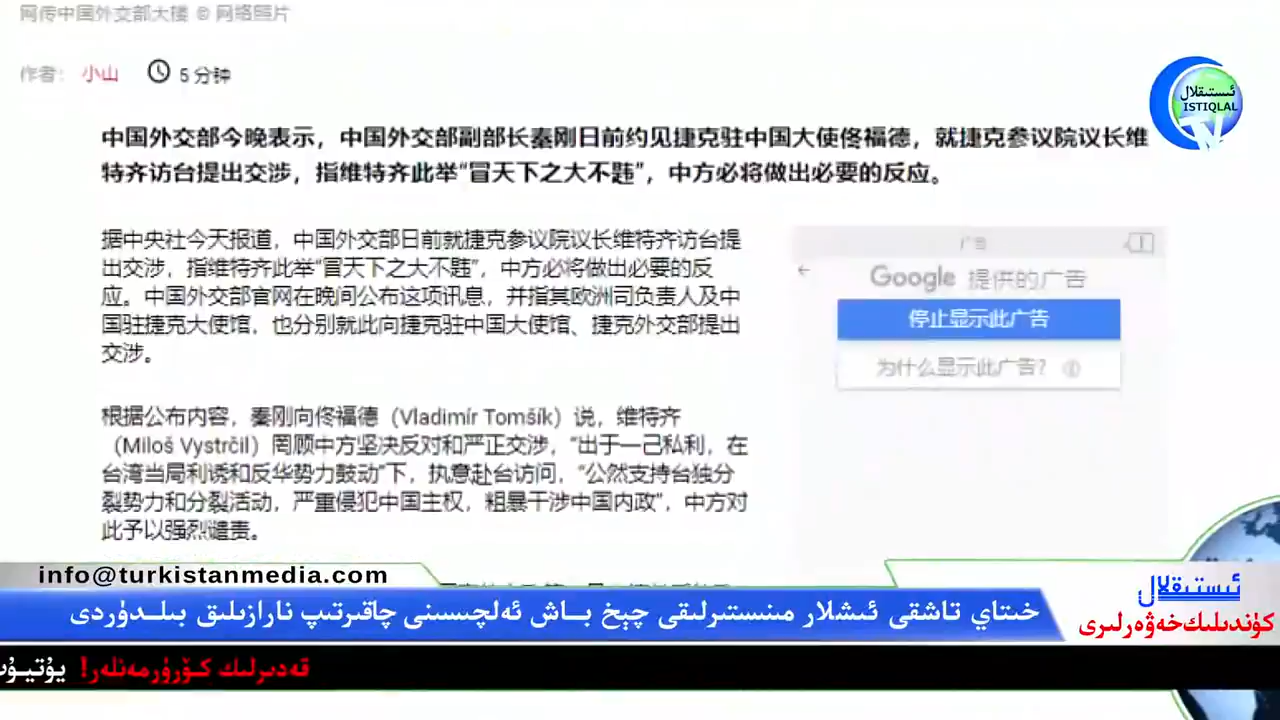 网传中国外交部大楼 © 网络照片
作者： 小山 5 分钟
ئىستىقلال
ISTIQLAL
中国外交部今晚表示，中国外交部副部长秦刚日前约见捷克驻中国大使佟福德，就捷克参议院议长维
特齐访台提出交涉，指维特齐此举“冒天下之大不韪”，中方必将做出必要的反应。
据中央社今天报道，中国外交部日前就捷克参议院议长维特齐访台提
出交涉，指维特齐此举“冒天下之大不韪”，中方必将做出必要的反
应。中国外交部官网在晚间公布这项讯息，并指其欧洲司负责人及中
国驻捷克大使馆，也分别就此向捷克驻中国大使馆、捷克外交部提出
交涉。
广告
Google 提供的广告
停止显示此广告
为什么显示此广告?
根据公布内容，秦刚向佟福德（Vladimír Tomšík）说，维特齐
（Miloš Vystrčil）罔顾中方坚决反对和严正交涉，“出于一己私利，在
台湾当局利诱和反华势力鼓动”下，执意赴台访问，“公然支持台独分
裂势力和分裂活动，严重侵犯中国主权，粗暴干涉中国内政”，中方对
此予以强烈谴责。
info@turkistanmedia.com
خىتاي تاشقى ئىشلار مىنىستىرلىقى چېخ باش ئەلچىسىنى چاقىرتىپ نارازىلىق بىلدۈردى
ئىستىقلال
كۈندىلىك خەۋەرلىرى
قەدىرلىك كۆرۈرمەنلەر!